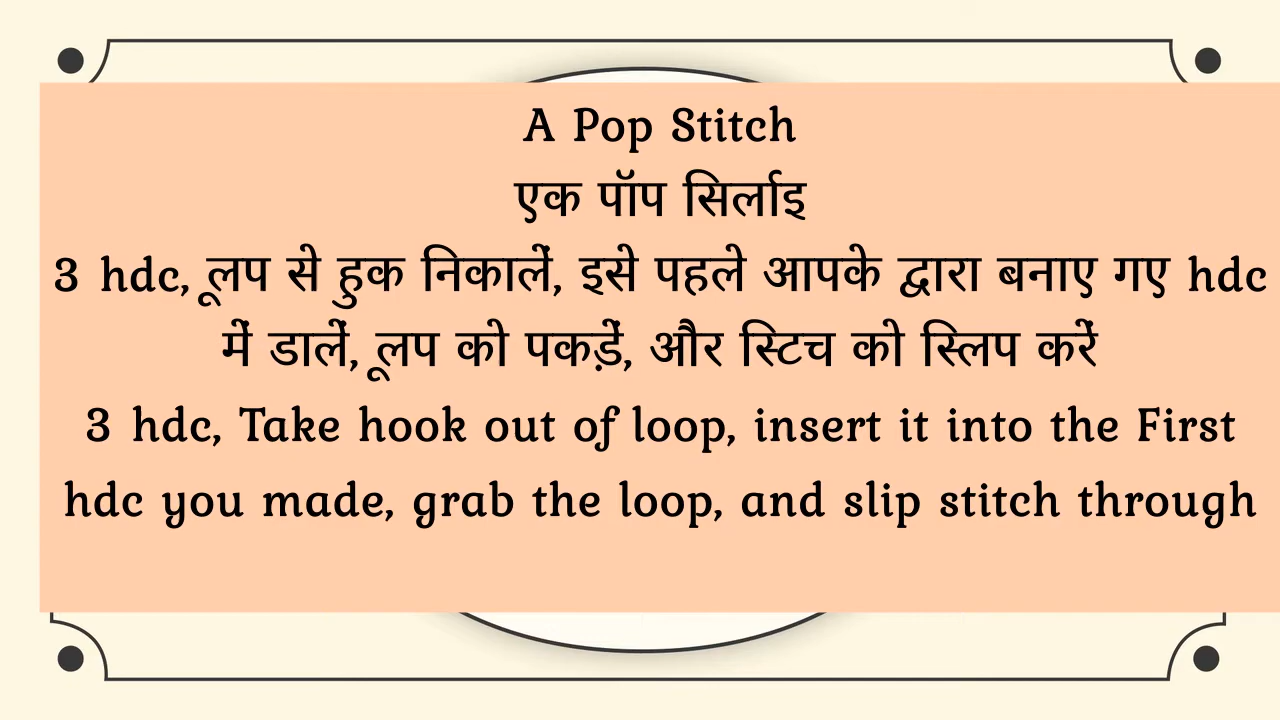 A Pop Stitch
एक पॉप सिर्लाइ
3 hdc, लूप से हुक निकालें, इसे पहले आपके द्वारा बनाए गए hdc
में डालें, लूप को पकड़ें, और स्टिच को स्लिप करें
3 hdc, Take hook out of loop, insert it into the First
hdc you made, grab the loop, and slip stitch through